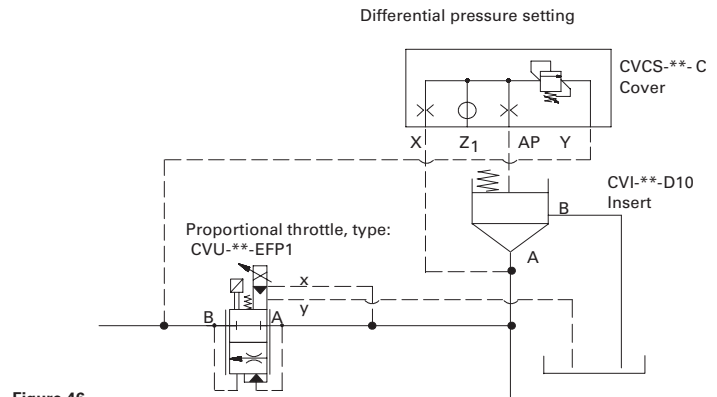 Differential pressure setting
CVCS-**- C
Cover
X Z1 AP Y
CVI-**-D10
Insert
B
A
Proportional throttle, type:
CVU-**-EFP1
x
y
B A
Figure 46